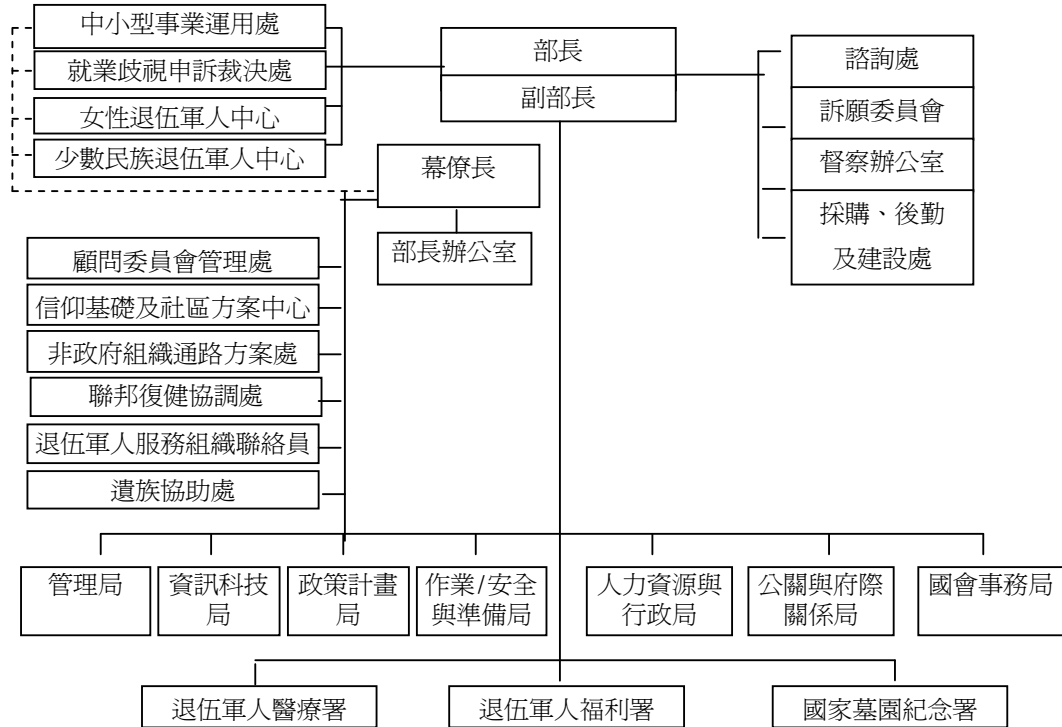 中小型事業運用處
就業歧視申訴裁決處
女性退伍軍人中心
少數民族退伍軍人中心
部長
副部長
諮詢處
訴願委員會
督察辦公室
採購、後勤
及建設處
幕僚長
部長辦公室
顧問委員會管理處
信仰基礎及社區方案中心
非政府組織通路方案處
聯邦復健協調處
退伍軍人服務組織聯絡員
遺族協助處
管理局
資訊科技
局
政策計畫
局
作業/安全
與準備局
人力資源與
行政局
公關與府際
關係局
國會事務局
退伍軍人醫療署
退伍軍人福利署
國家墓園紀念署